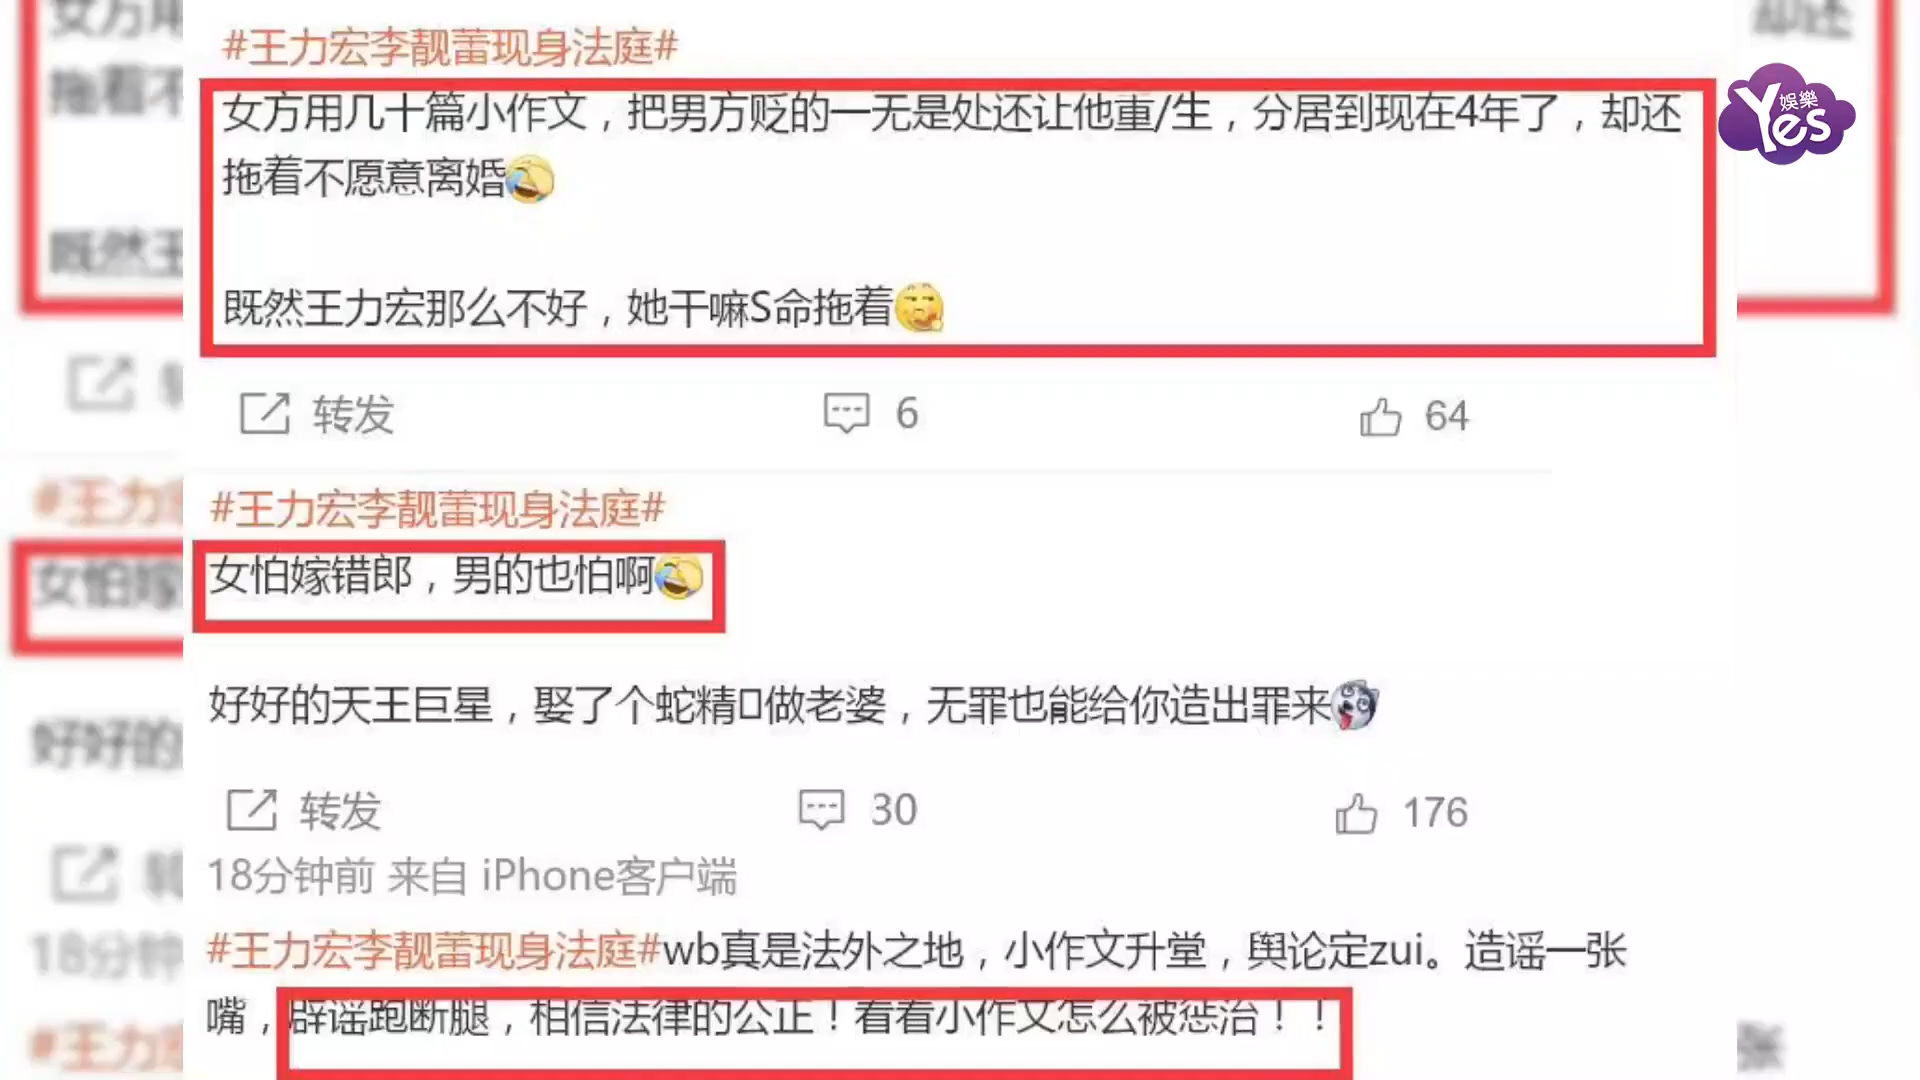 #王力宏李靓蕾现身法庭#
女方用几十篇小作文，把男方贬的一无是处还让他重/生，分居到现在4年了，却还
拖着不愿意离婚
既然王力宏那么不好，她干嘛S命拖着
转发 6 64
#王力宏李靓蕾现身法庭#
女怕嫁错郎，男的也怕啊
好好的天王巨星，娶了个蛇精做老婆，无罪也能给你造出罪来
转发 30 176
18分钟前 来自 iPhone客户端
#王力宏李靓蕾现身法庭#wb真是法外之地，小作文升堂，舆论定zui。造谣一张
嘴，辟谣跑断腿，相信法律的公正！看看小作文怎么被惩治！！
Yes 娛樂